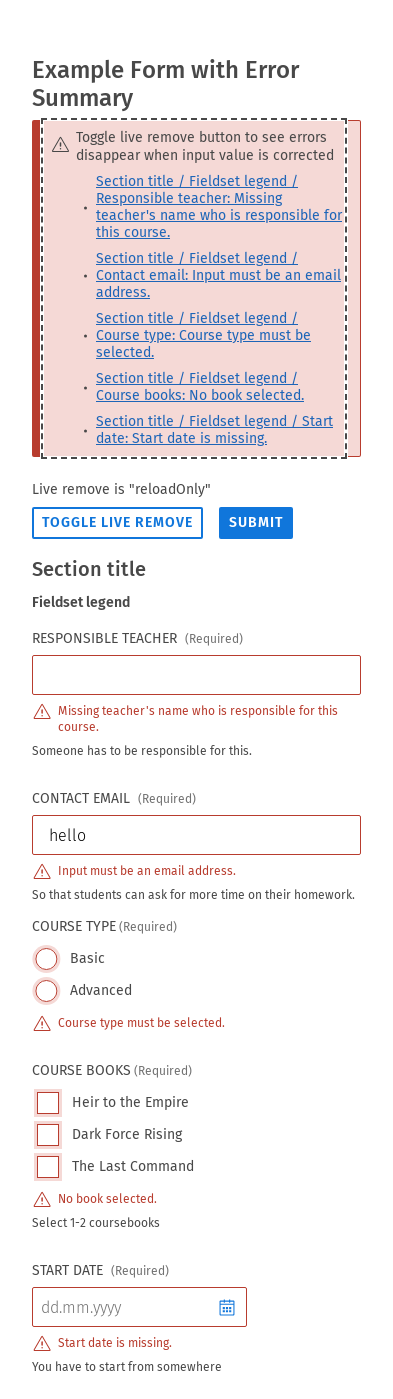 Example Form with Error
Summary
Toggle live remove button to see errors
disappear when input value is corrected
Section title / Fieldset legend /
Responsible teacher: Missing
teacher's name who is responsible for
this course.
Section title / Fieldset legend /
Contact email: Input must be an email
address.
Section title / Fieldset legend /
Course type: Course type must be
selected.
Section title / Fieldset legend /
Course books: No book selected.
Section title / Fieldset legend / Start
date: Start date is missing.
Live remove is "reloadOnly"
TOGGLE LIVE REMOVE SUBMIT
Section title
Fieldset legend
RESPONSIBLE TEACHER (Required)
Missing teacher's name who is responsible for this
course.
Someone has to be responsible for this.
CONTACT EMAIL (Required)
hello
Input must be an email address.
So that students can ask for more time on their homework.
COURSE TYPE (Required)
Basic
Advanced
Course type must be selected.
COURSE BOOKS (Required)
Heir to the Empire
Dark Force Rising
The Last Command
No book selected.
Select 1-2 coursebooks
START DATE (Required)
dd.mm.yyyy
Start date is missing.
You have to start from somewhere